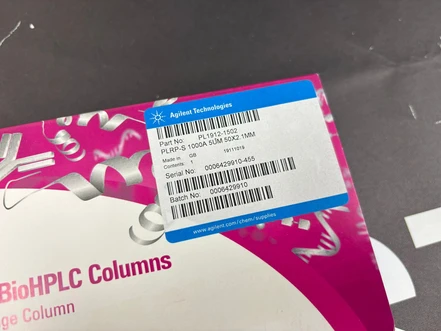 Agilent Technologies
Part No: PL1912-1502
PLRP-S 1000A 5UM 50X2.1MM
Made in GB 19111019
Contents: 1
Serial No: 0006429910-455
Batch No: 0006429910
www.agilent.com/chem/supplies
BioHPLC Columns
ge Column